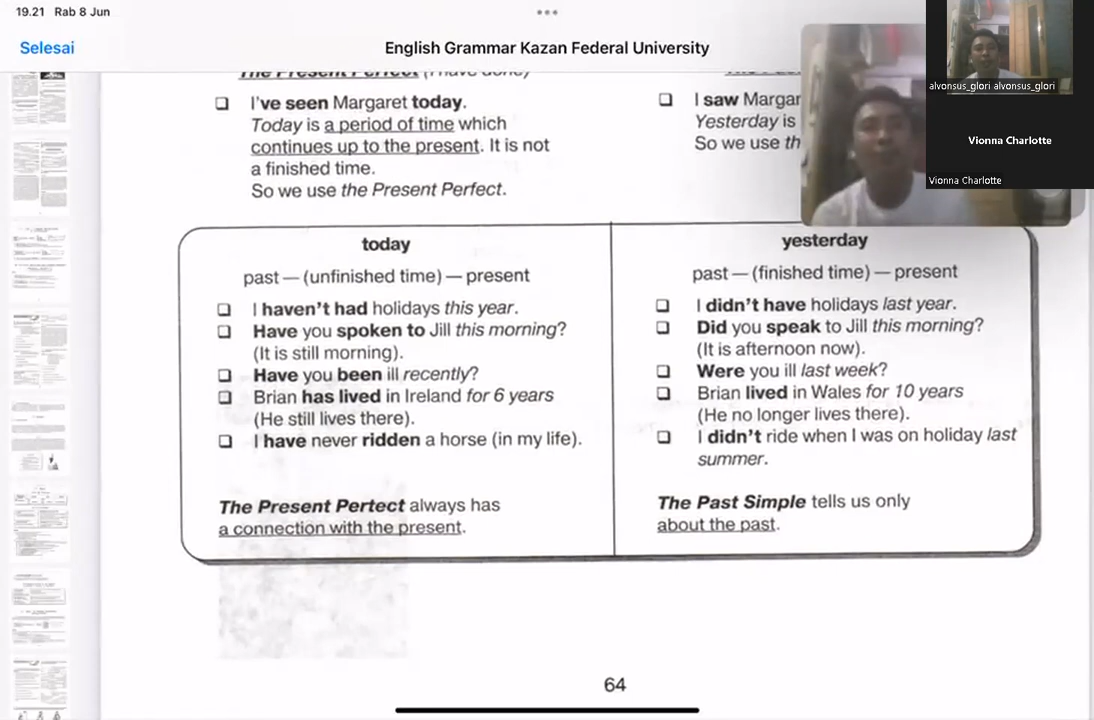 19.21 Rab 8 Jun
Selesai
English Grammar Kazan Federal University
alvonsus_glori alvonsus_glori
Vionna Charlotte
Vionna Charlotte
The Present Perfect (I have done)
I've seen Margaret today.
Today is a period of time which
continues up to the present. It is not
a finished time.
So we use the Present Perfect.
I saw Margar
Yesterday is
So we use th
today
past — (unfinished time) — present
I haven't had holidays this year.
Have you spoken to Jill this morning?
(It is still morning).
Have you been ill recently?
Brian has lived in Ireland for 6 years
(He still lives there).
I have never ridden a horse (in my life).
The Present Pertect always has
a connection with the present.
yesterday
past — (finished time) — present
I didn't have holidays last year.
Did you speak to Jill this morning?
(It is afternoon now).
Were you ill last week?
Brian lived in Wales for 10 years
(He no longer lives there).
I didn't ride when I was on holiday last
summer.
The Past Simple tells us only
about the past.
64